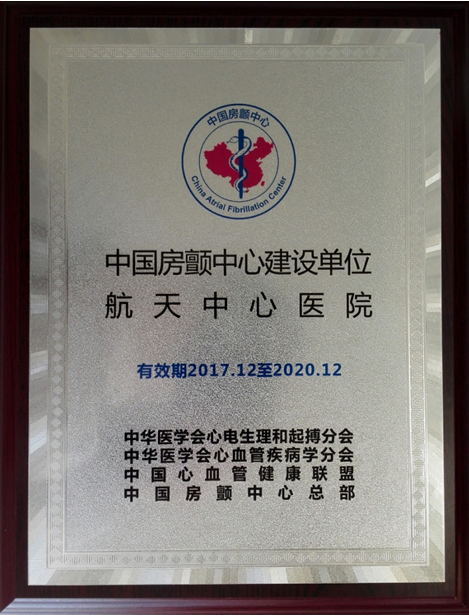 中国房颤中心
China Atrial Fibrillation Center
中国房颤中心建设单位
航天中心医院
有效期2017.12至2020.12
中华医学会心电生理和起搏分会
中华医学会心血管疾病学分会
中国心血管健康联盟
中国房颤中心总部